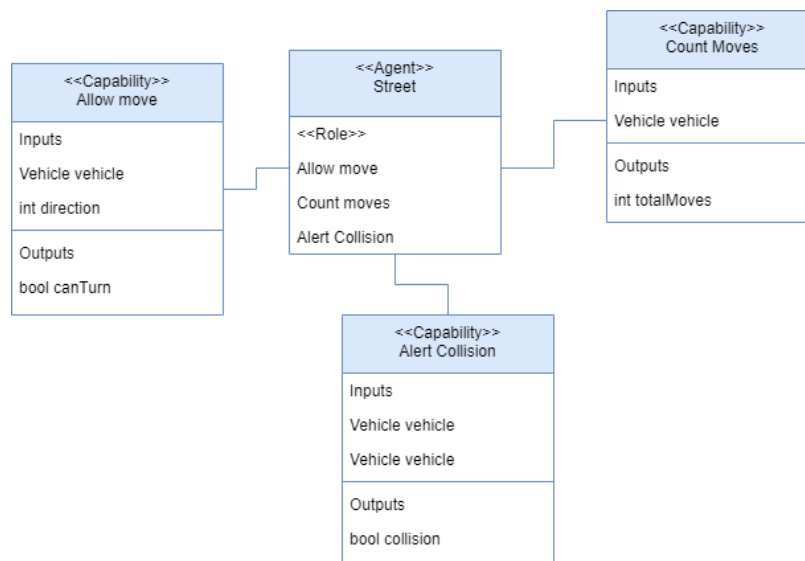 <<Capability>>
Allow move
Inputs
Vehicle vehicle
int direction
Outputs
bool canTurn
<<Agent>>
Street
<<Role>>
Allow move
Count moves
Alert Collision
<<Capability>>
Count Moves
Inputs
Vehicle vehicle
Outputs
int totalMoves
<<Capability>>
Alert Collision
Inputs
Vehicle vehicle
Vehicle vehicle
Outputs
bool collision